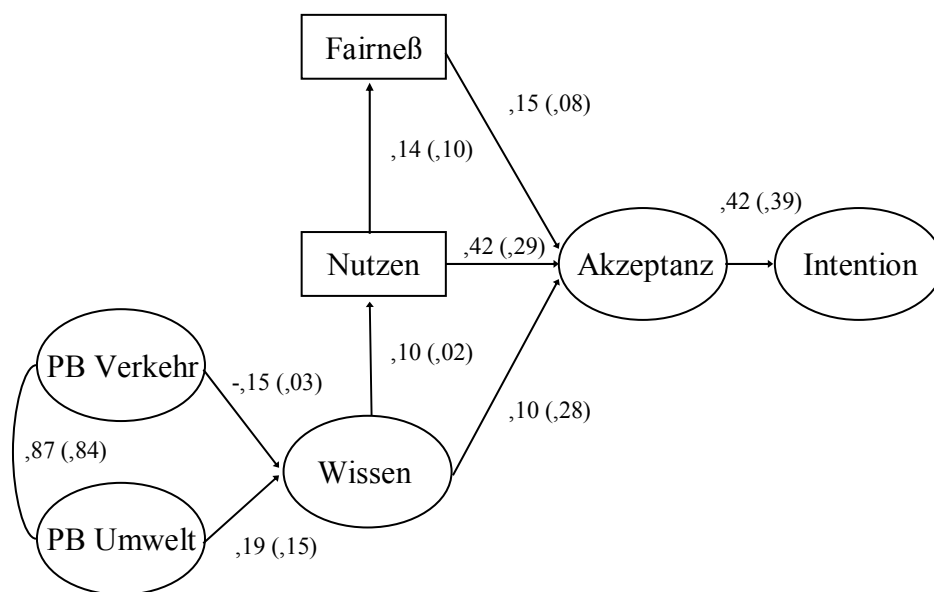 Fairneß
,15 (,08)
,14 (,10)
,42 (,39)
Nutzen
,42 (,29)
Akzeptanz
Intention
PB Verkehr
-,15 (,03)
,10 (,02)
,10 (,28)
,87 (,84)
Wissen
PB Umwelt
,19 (,15)